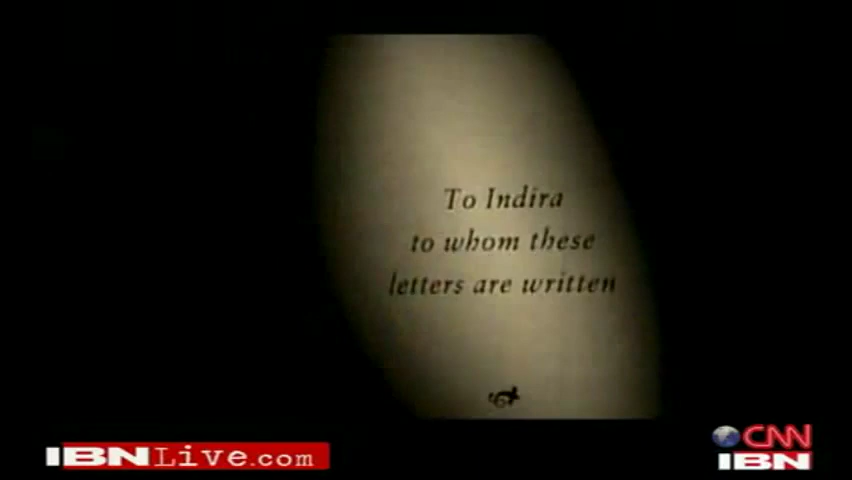 To Indira
to whom these
letters are written
IBNLive.com
CNN
IBN